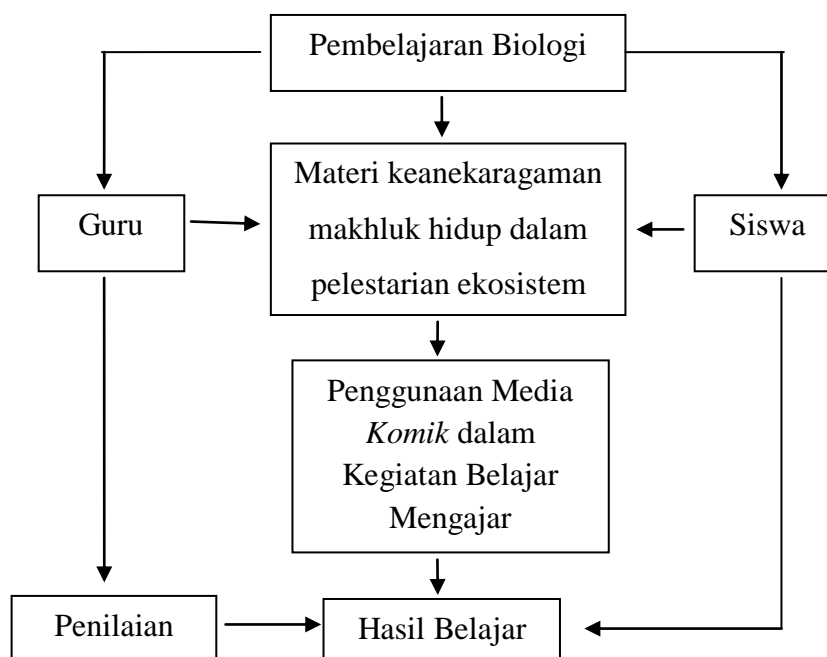 Pembelajaran Biologi
Materi keanekaragaman
makhluk hidup dalam
pelestarian ekosistem
Guru
Siswa
Penggunaan Media
Komik dalam
Kegiatan Belajar
Mengajar
Penilaian
Hasil Belajar